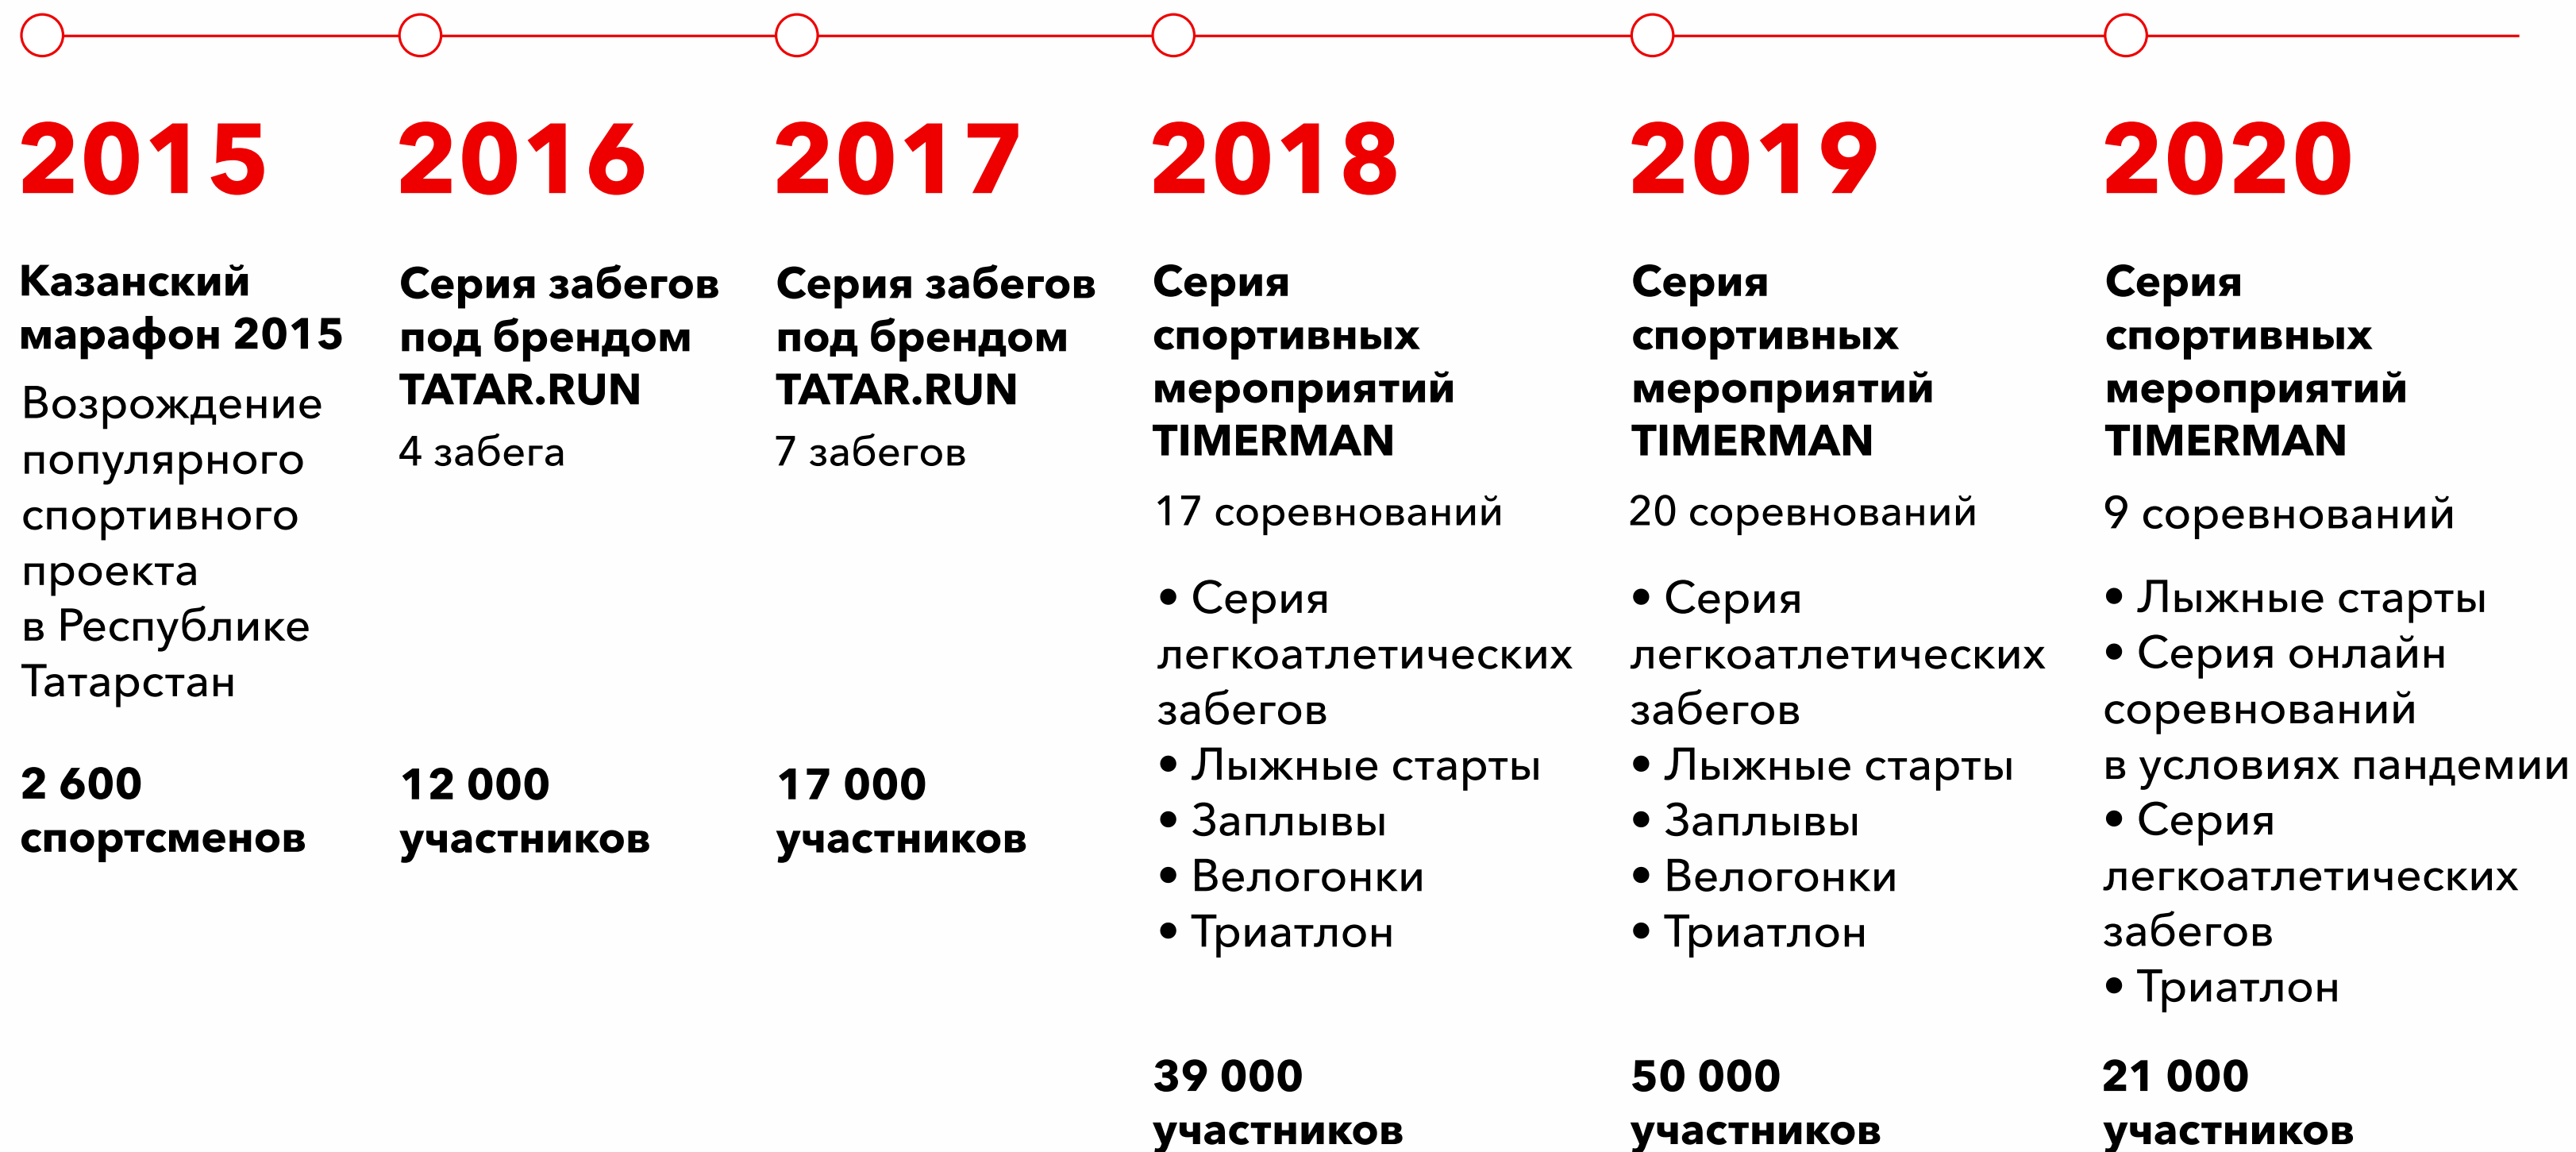 2015
Казанский
марафон 2015
Возрождение
популярного
спортивного
проекта
в Республике
Татарстан
2 600
спортсменов
2016
Серия забегов
под брендом
TATAR.RUN
4 забега
12 000
участников
2017
Серия забегов
под брендом
TATAR.RUN
7 забегов
17 000
участников
2018
Серия
спортивных
мероприятий
TIMERMAN
17 соревнований
• Серия
легкоатлетических
забегов
• Лыжные старты
• Заплывы
• Велогонки
• Триатлон
39 000
участников
2019
Серия
спортивных
мероприятий
TIMERMAN
20 соревнований
• Серия
легкоатлетических
забегов
• Лыжные старты
• Заплывы
• Велогонки
• Триатлон
50 000
участников
2020
Серия
спортивных
мероприятий
TIMERMAN
9 соревнований
• Лыжные старты
• Серия онлайн
соревнований
в условиях пандемии
• Серия
легкоатлетических
забегов
• Триатлон
21 000
участников